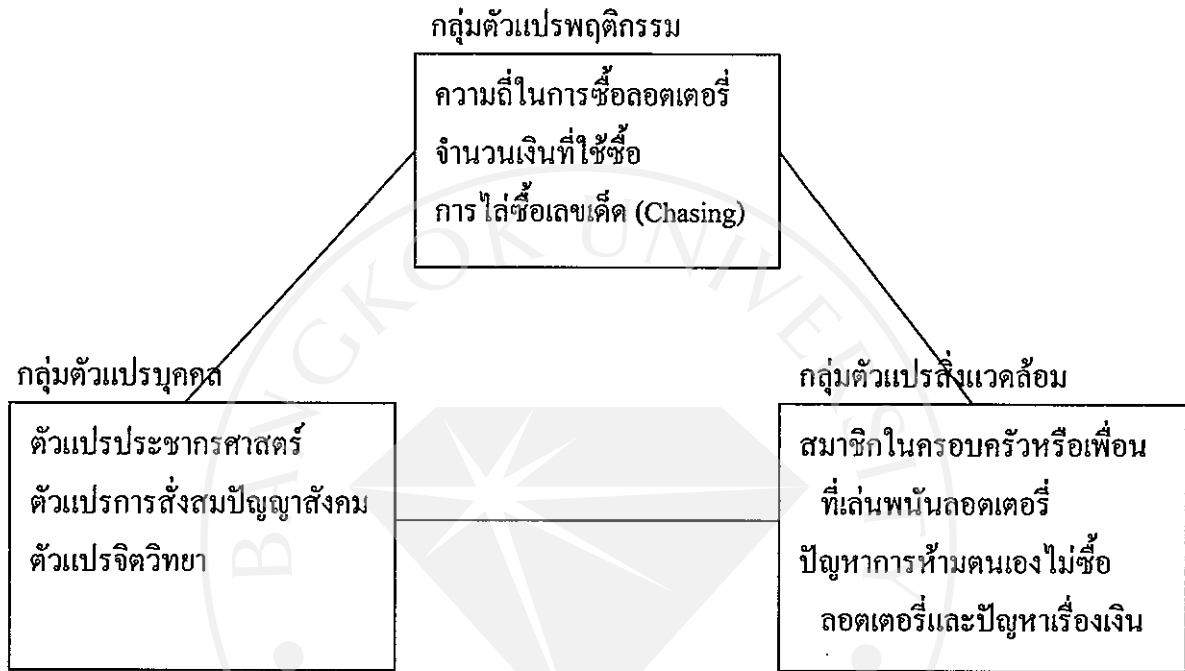 กลุ่มตัวแปรพฤติกรรม
ความถี่ในการซื้อลอตเตอรี่
จำนวนเงินที่ใช้ซื้อ
การไล่ซื้อเลขเด็ด (Chasing)
กลุ่มตัวแปรบุคคล
ตัวแปรประชากรศาสตร์
ตัวแปรการสั่งสมปัญญาสังคม
ตัวแปรจิตวิทยา
กลุ่มตัวแปรสิ่งแวดล้อม
สมาชิกในครอบครัวหรือเพื่อน
ที่เล่นพนันลอตเตอรี่
ปัญหาการห้ามตนเองไม่ซื้อ
ลอตเตอรี่และปัญหาเรื่องเงิน
BANGKOK UNIVERSITY